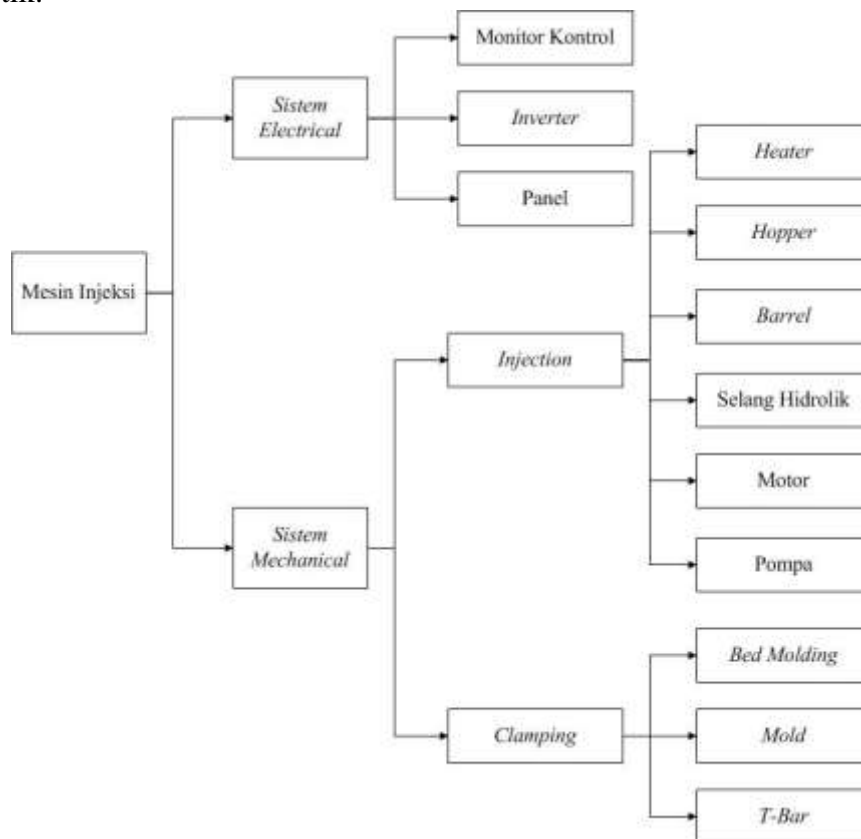 Monitor Kontrol
Sistem
Electrical
Inverter
Panel
Heater
Hopper
Mesin Injeksi
Barrel
Injection
Selang Hidrolik
Motor
Sistem
Mechanical
Pompa
Bed Molding
Clamping
Mold
T-Bar